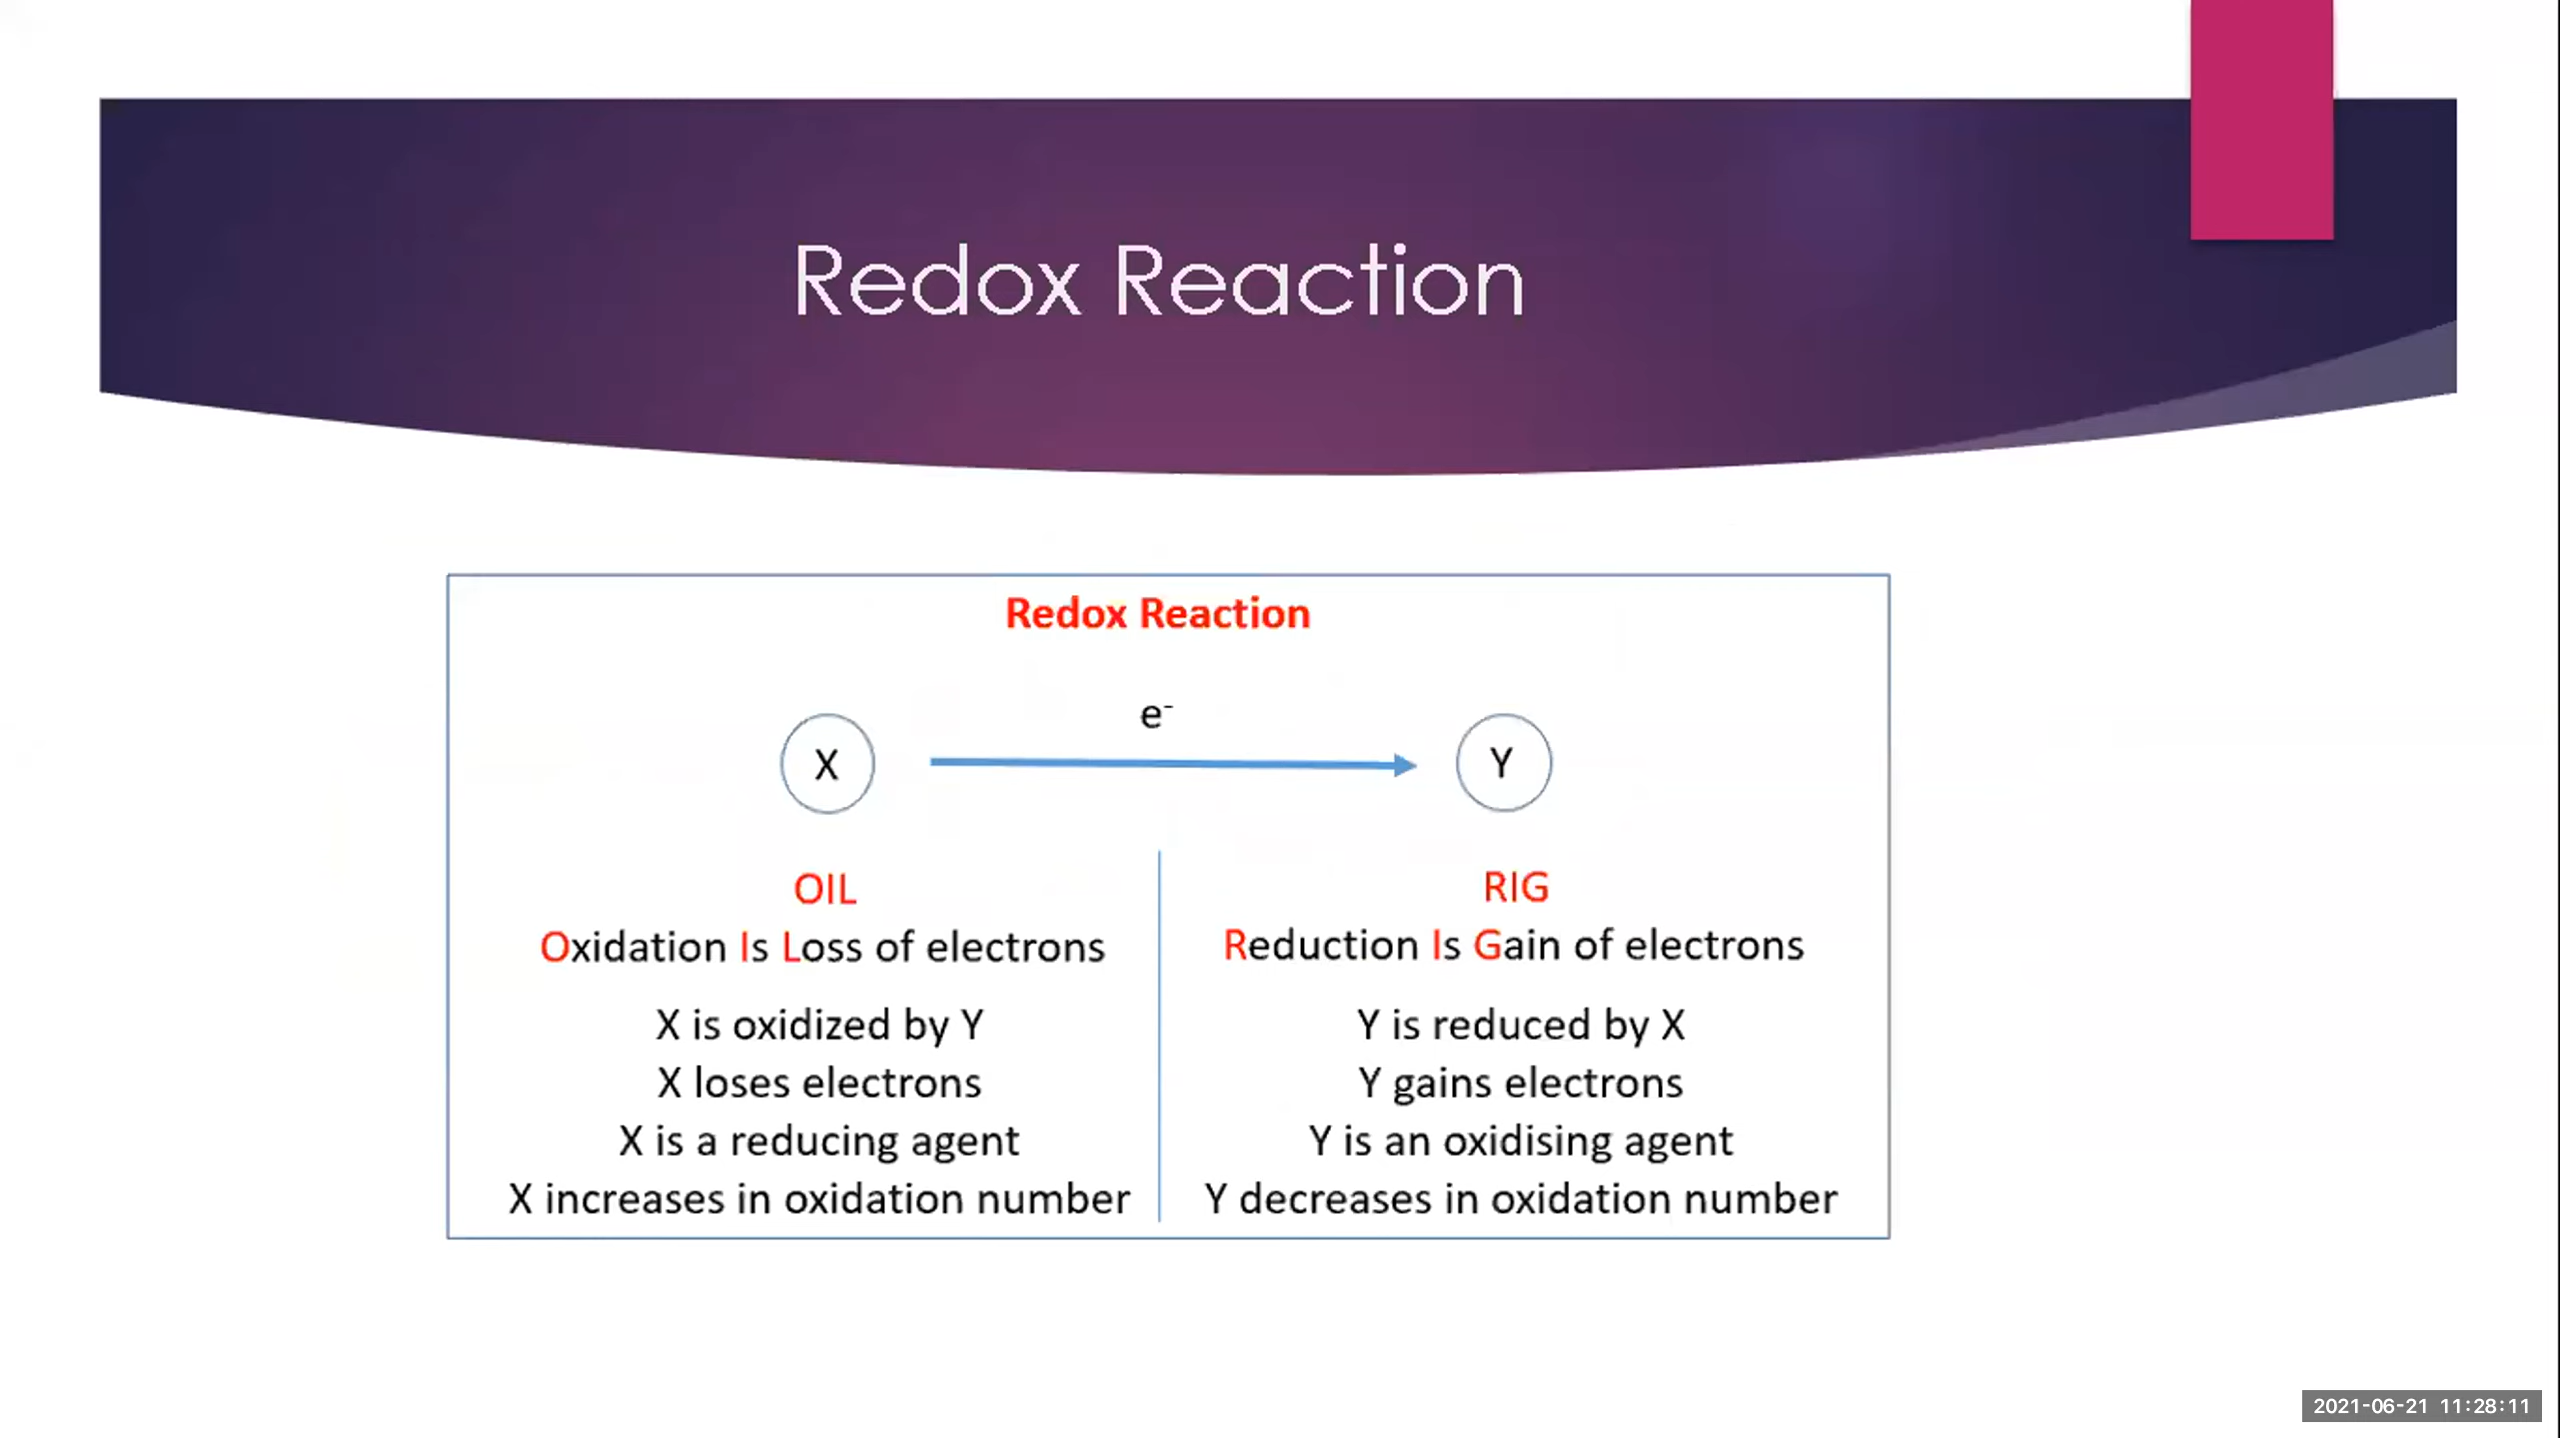 Redox Reaction
Redox Reaction
e⁻
X
Y
OIL
Oxidation Is Loss of electrons
X is oxidized by Y
X loses electrons
X is a reducing agent
X increases in oxidation number
RIG
Reduction Is Gain of electrons
Y is reduced by X
Y gains electrons
Y is an oxidising agent
Y decreases in oxidation number
2021-06-21 11:28:11